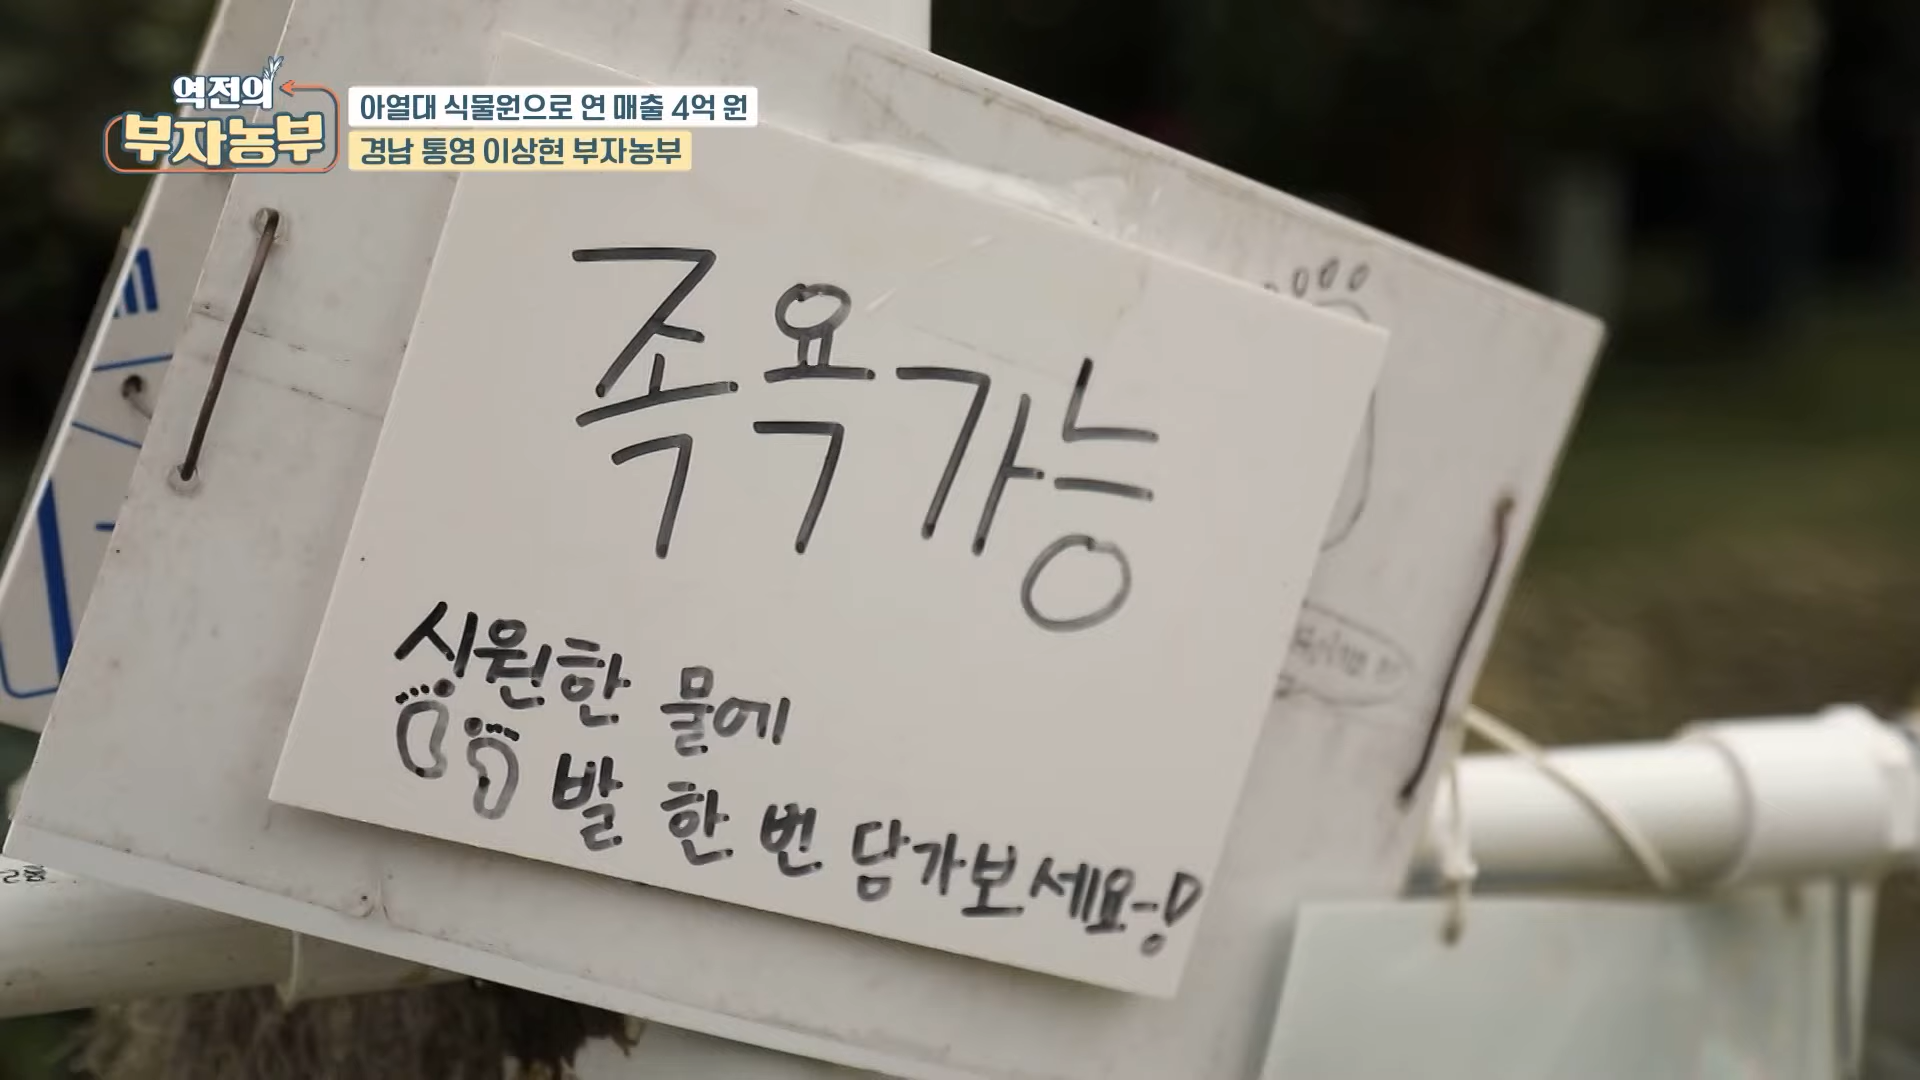 역전의
부자농부
아열대 식물원으로 연 매출 4억 원
경남 통영 이상현 부자농부
족욕가능
시원한 물에
발 한 번 담가보세요~!